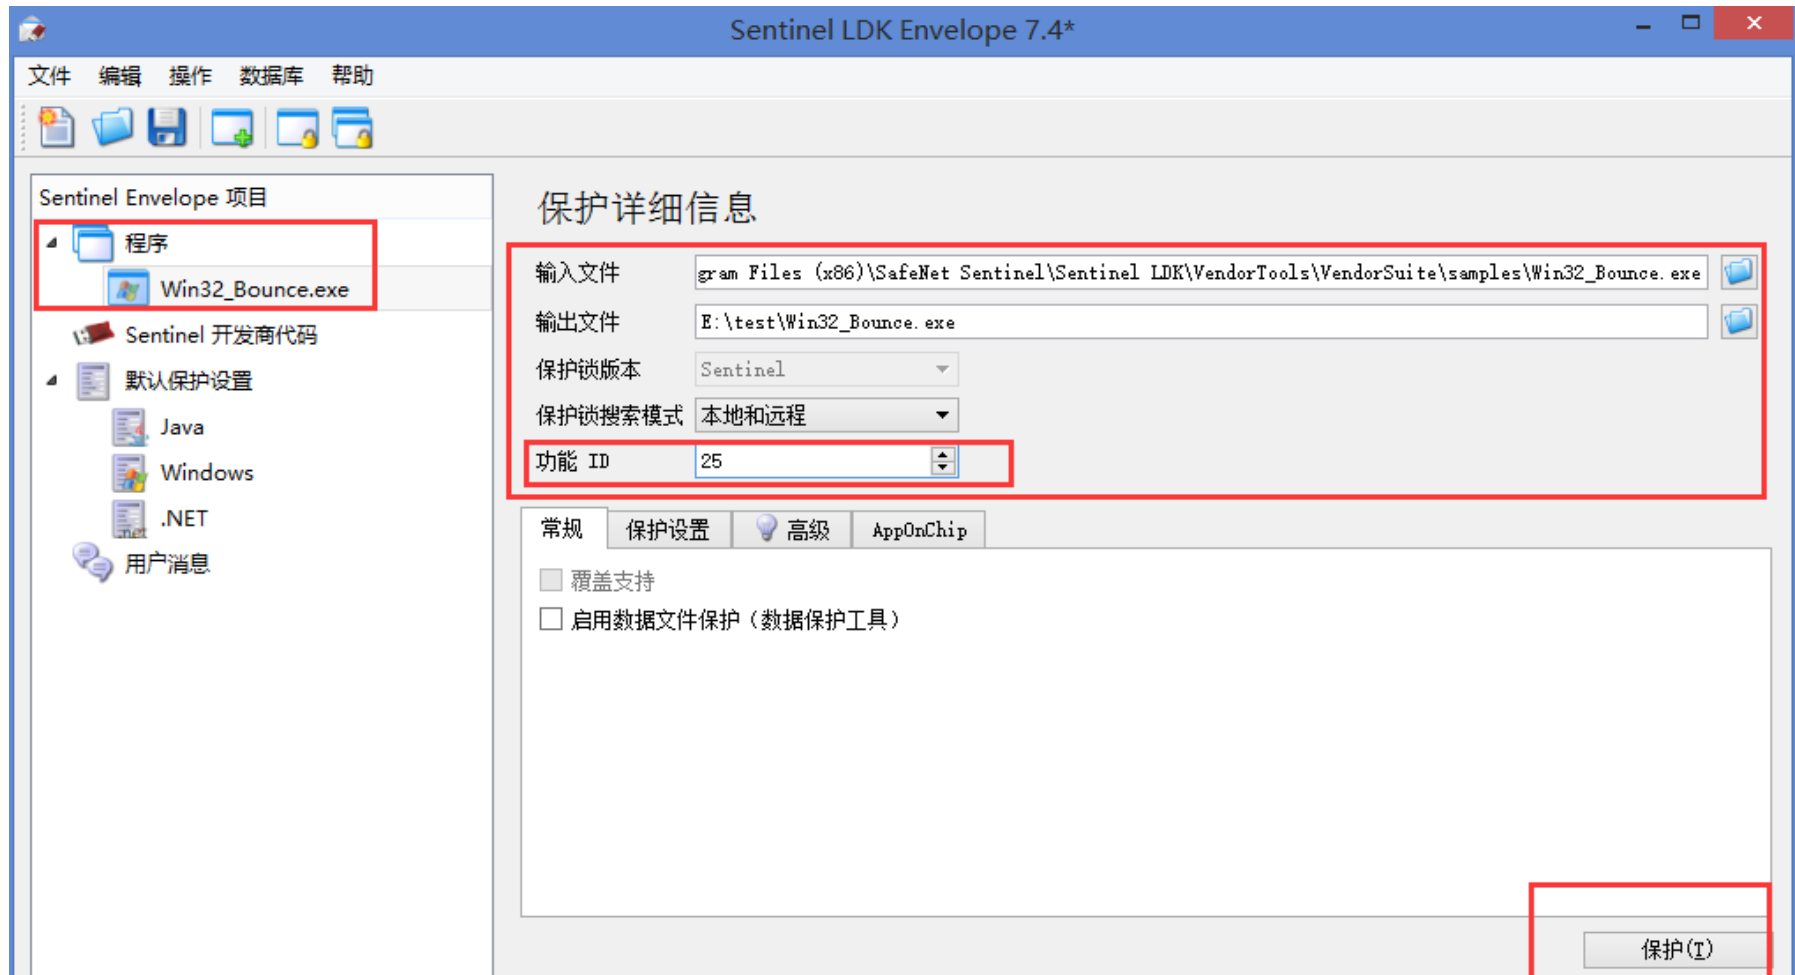 Sentinel LDK Envelope 7.4*
文件 编辑 操作 数据库 帮助
Sentinel Envelope 项目
程序
Win32_Bounce.exe
Sentinel 开发商代码
默认保护设置
Java
Windows
.NET
用户消息
保护详细信息
输入文件 gram Files (x86)\SafeNet Sentinel\Sentinel LDK\VendorTools\VendorSuite\samples\Win32_Bounce.exe
输出文件 E:\test\Win32_Bounce.exe
保护锁版本 Sentinel
保护锁搜索模式 本地和远程
功能 ID 25
常规 保护设置 高级 AppOnChip
覆盖支持
启用数据文件保护（数据保护工具）
保护(I)